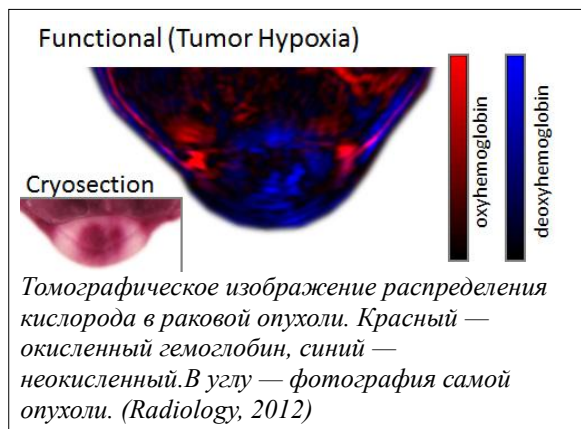 Functional (Tumor Hypoxia)
oxyhemoglobin
deoxyhemoglobin
Cryosection
Томографическое изображение распределения
кислорода в раковой опухоли. Красный —
окисленный гемоглобин, синий —
неокисленный.В углу — фотография самой
опухоли. (Radiology, 2012)